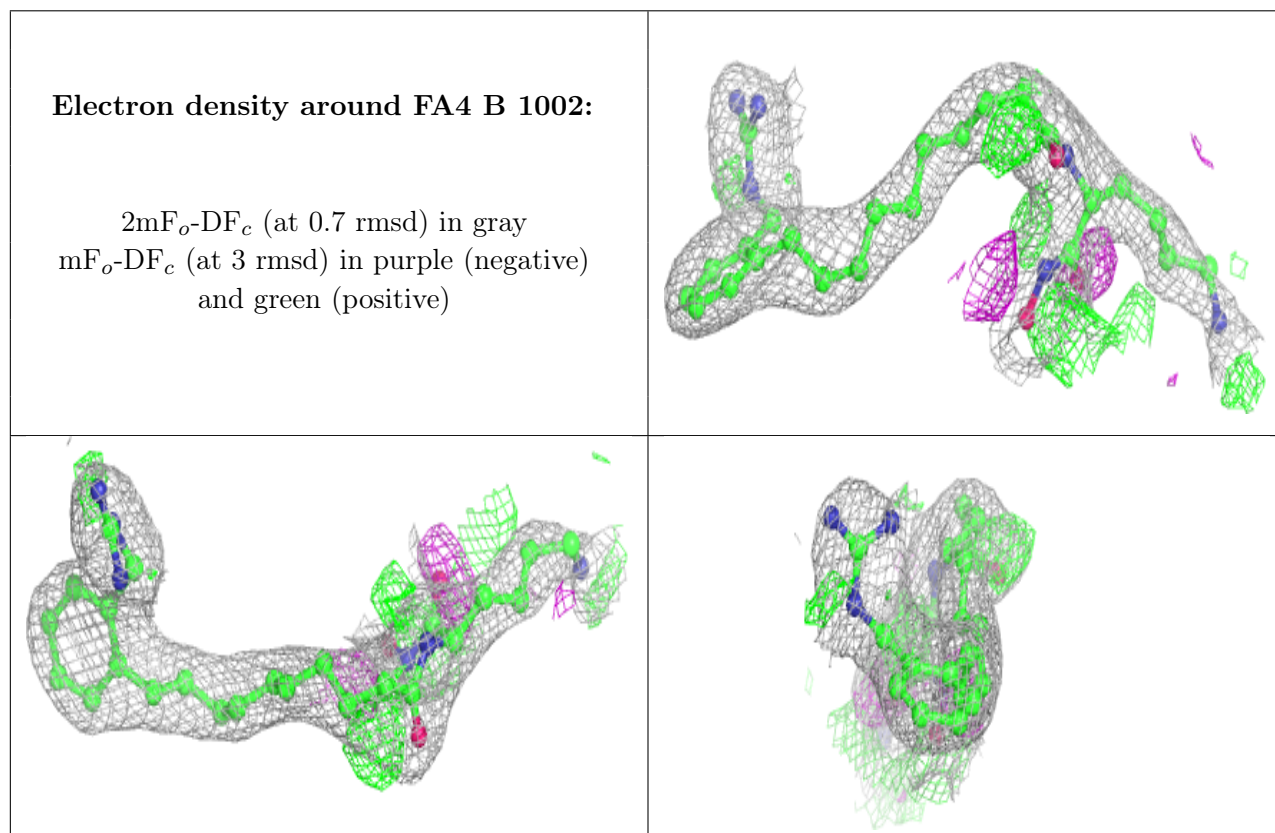 Electron density around FA4 B 1002:
2mFₒ-DF𝒸 (at 0.7 rmsd) in gray
mFₒ-DF𝒸 (at 3 rmsd) in purple (negative)
and green (positive)